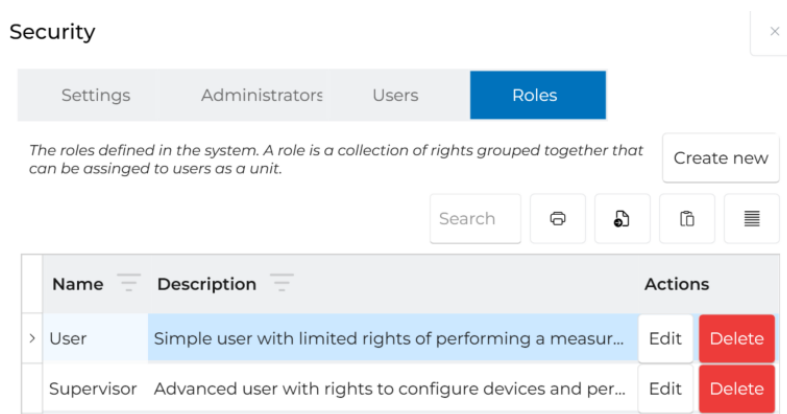 Security
Settings Administrators Users Roles
The roles defined in the system. A role is a collection of rights grouped together that
can be assinged to users as a unit.
Create new
Search
Name Description Actions
User Simple user with limited rights of performing a measur... Edit Delete
Supervisor Advanced user with rights to configure devices and per... Edit Delete